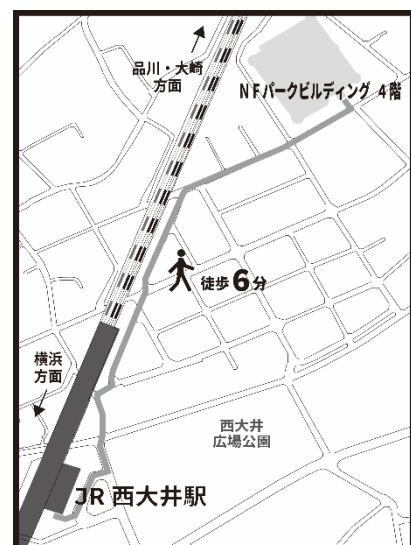 品川・大崎
方面
NFパークビルディング 4階
徒歩6分
横浜
方面
西大井
広場公園
JR 西大井駅